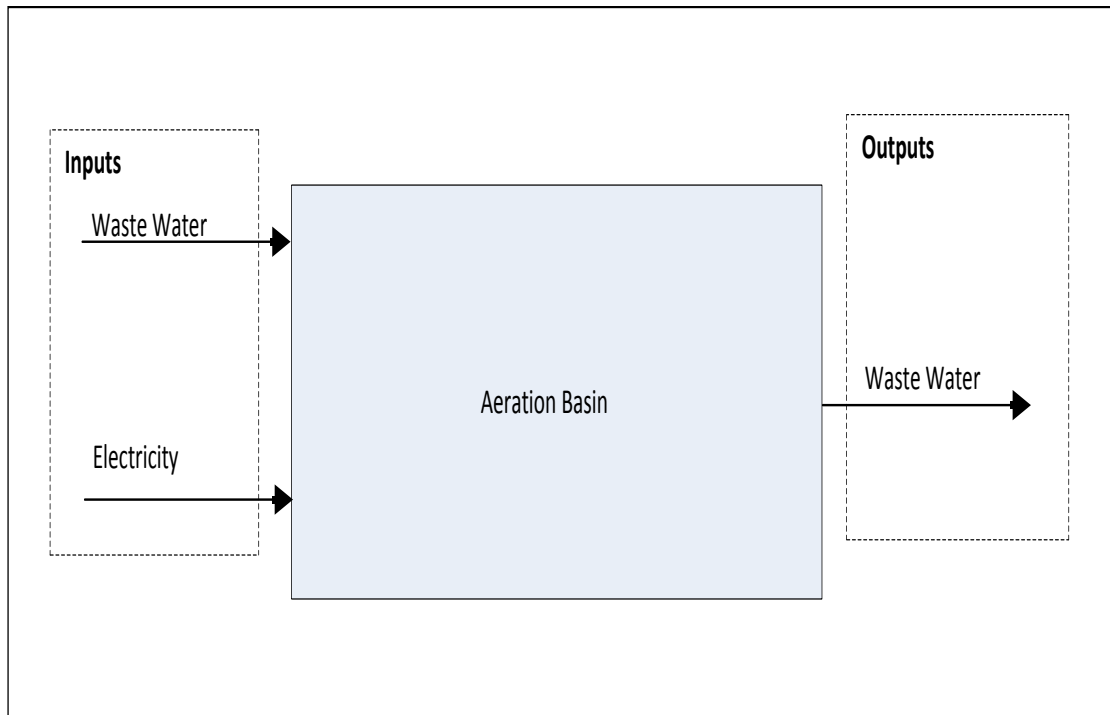 Inputs
Waste Water
Electricity
Aeration Basin
Outputs
Waste Water